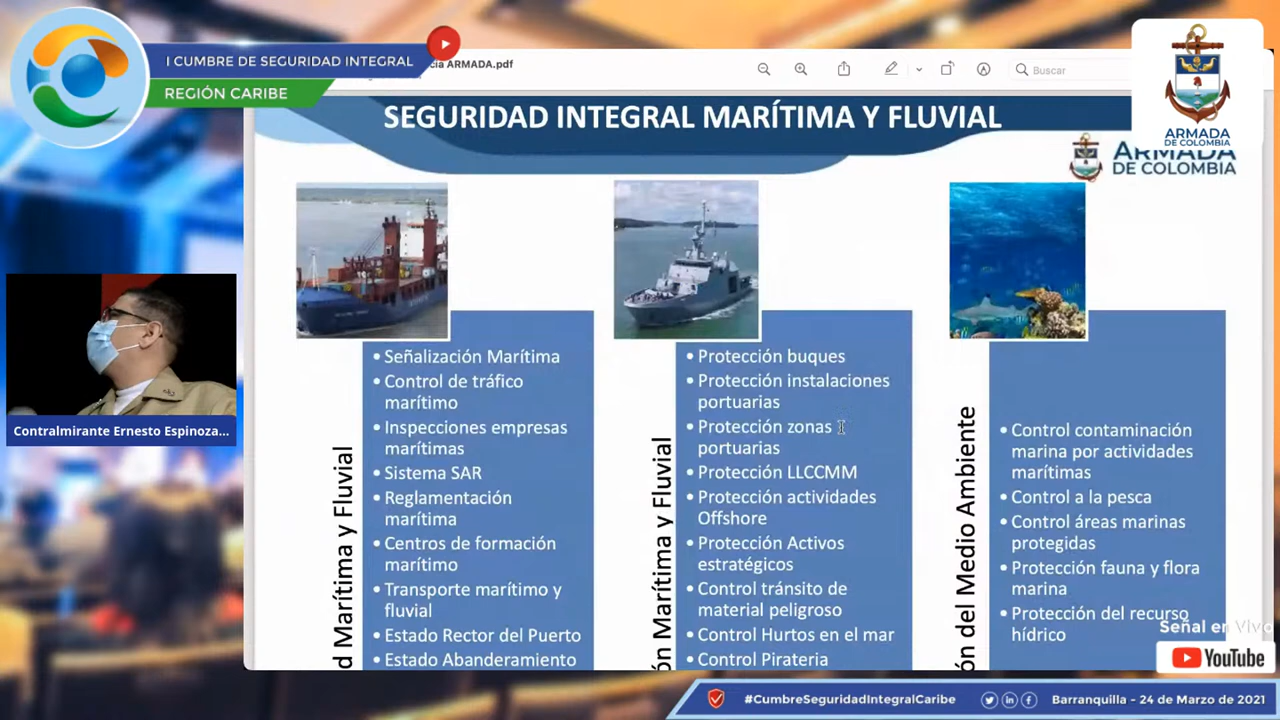 I CUMBRE DE SEGURIDAD INTEGRAL
REGIÓN CARIBE
cia ARMADA.pdf
Buscar
ARMADA
DE COLOMBIA
SEGURIDAD INTEGRAL MARÍTIMA Y FLUVIAL
ARMADA
DE COLOMBIA
d Marítima y Fluvial
• Señalización Marítima
• Control de tráfico
marítimo
• Inspecciones empresas
marítimas
• Sistema SAR
• Reglamentación
marítima
• Centros de formación
marítimo
• Transporte marítimo y
fluvial
• Estado Rector del Puerto
• Estado Abanderamiento
ón Marítima y Fluvial
• Protección buques
• Protección instalaciones
portuarias
• Protección zonas
portuarias
• Protección LLCCMM
• Protección actividades
Offshore
• Protección Activos
estratégicos
• Control tránsito de
material peligroso
• Control Hurtos en el mar
• Control Pirateria
ón del Medio Ambiente
• Control contaminación
marina por actividades
marítimas
• Control a la pesca
• Control áreas marinas
protegidas
• Protección fauna y flora
marina
• Protección del recurso
hídrico
Contralmirante Ernesto Espinoza...
Señal en Vivo
YouTube
#CumbreSeguridadIntegralCaribe
Barranquilla - 24 de Marzo de 2021